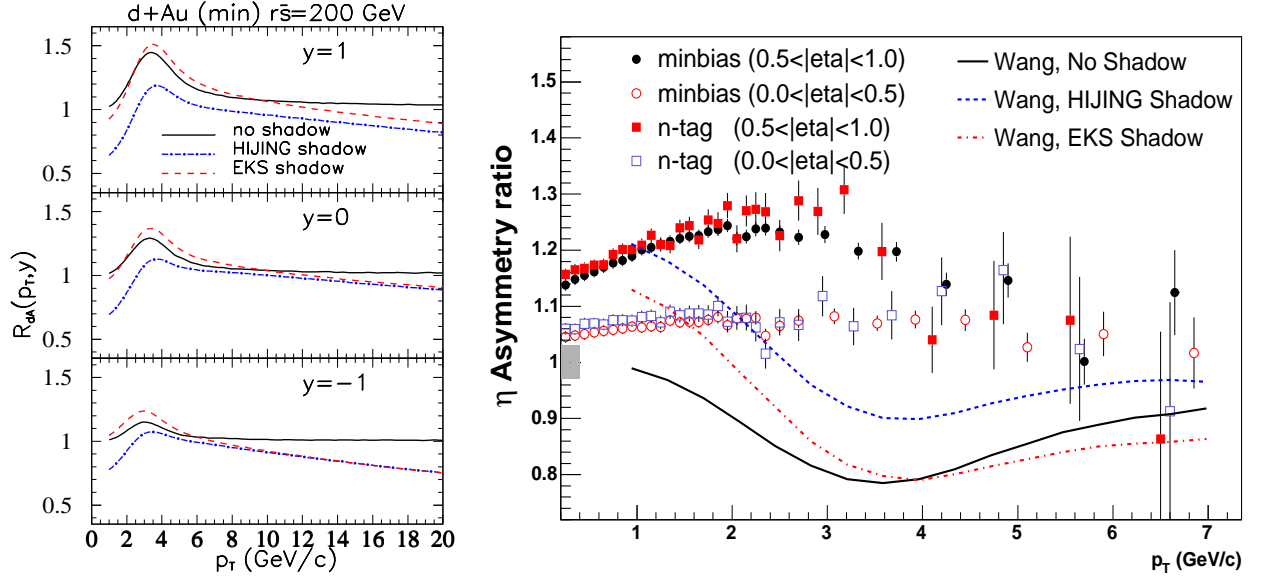 d+Au (min) r̄s=200 GeV
1.5
y=1
1
no shadow
HIJING shadow
EKS shadow
0.5
1.5
y=0
1
0.5
1.5
y=−1
1
0.5
R_dA(p_T,y)
0 2 4 6 8 10 12 14 16 18 20
p_T (GeV/c)
minbias (0.5<|eta|<1.0)
minbias (0.0<|eta|<0.5)
n-tag (0.5<|eta|<1.0)
n-tag (0.0<|eta|<0.5)
Wang, No Shadow
Wang, HIJING Shadow
Wang, EKS Shadow
η Asymmetry ratio
1.5
1.4
1.3
1.2
1.1
1
0.9
0.8
1 2 3 4 5 6 7
p_T (GeV/c)